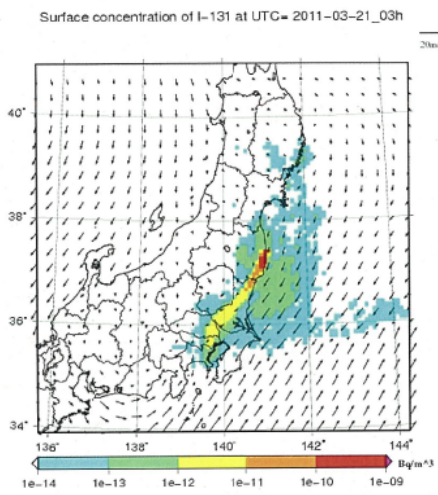 Surface concentration of I-131 at UTC= 2011-03-21_03h
40°
38°
36°
34°
136° 138° 140° 142° 144°
Bq/m^3
1e-14 1e-13 1e-12 1e-11 1e-10 1e-09